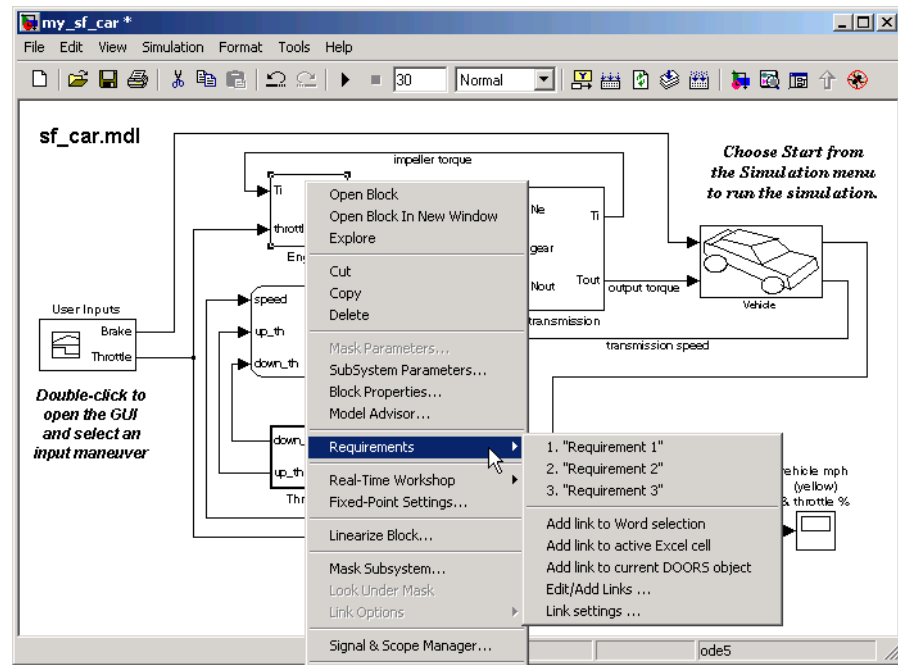 my_sf_car *
File Edit View Simulation Format Tools Help
30 Normal
sf_car.mdl
impeller torque
Choose Start from
the Simulation menu
to run the simulation.
Ti
throttl
Eng
Ne
Ti
gear
Nout
Tout
output torque
transmission
Vehicle
transmission speed
User Inputs
Brake
Throttle
speed
up_th
down_th
Double-click to
open the GUI
and select an
input maneuver
down_
up_th
Thr
Open Block
Open Block In New Window
Explore
Cut
Copy
Delete
Mask Parameters...
SubSystem Parameters...
Block Properties...
Model Advisor...
Requirements
Real-Time Workshop
Fixed-Point Settings...
Linearize Block...
Mask Subsystem...
Look Under Mask
Link Options
Signal & Scope Manager...
1. "Requirement 1"
2. "Requirement 2"
3. "Requirement 3"
Add link to Word selection
Add link to active Excel cell
Add link to current DOORS object
Edit/Add Links ...
Link settings ...
ehicle mph
(yellow)
& throttle %
ode5